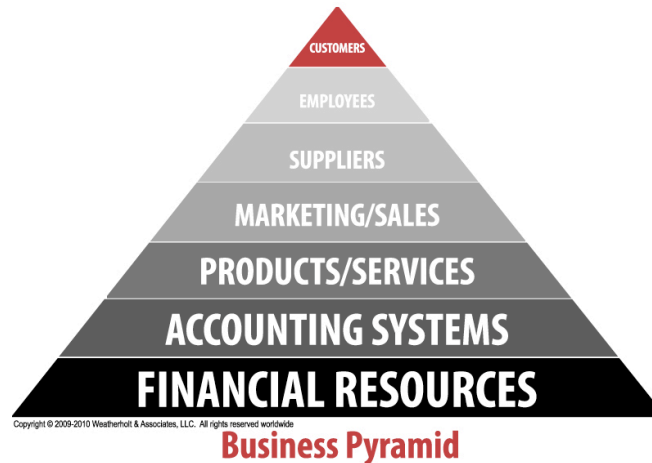 CUSTOMERS
EMPLOYEES
SUPPLIERS
MARKETING/SALES
PRODUCTS/SERVICES
ACCOUNTING SYSTEMS
FINANCIAL RESOURCES
Copyright © 2009-2010 Weatherholt & Associates, LLC. All rights reserved worldwide
Business Pyramid